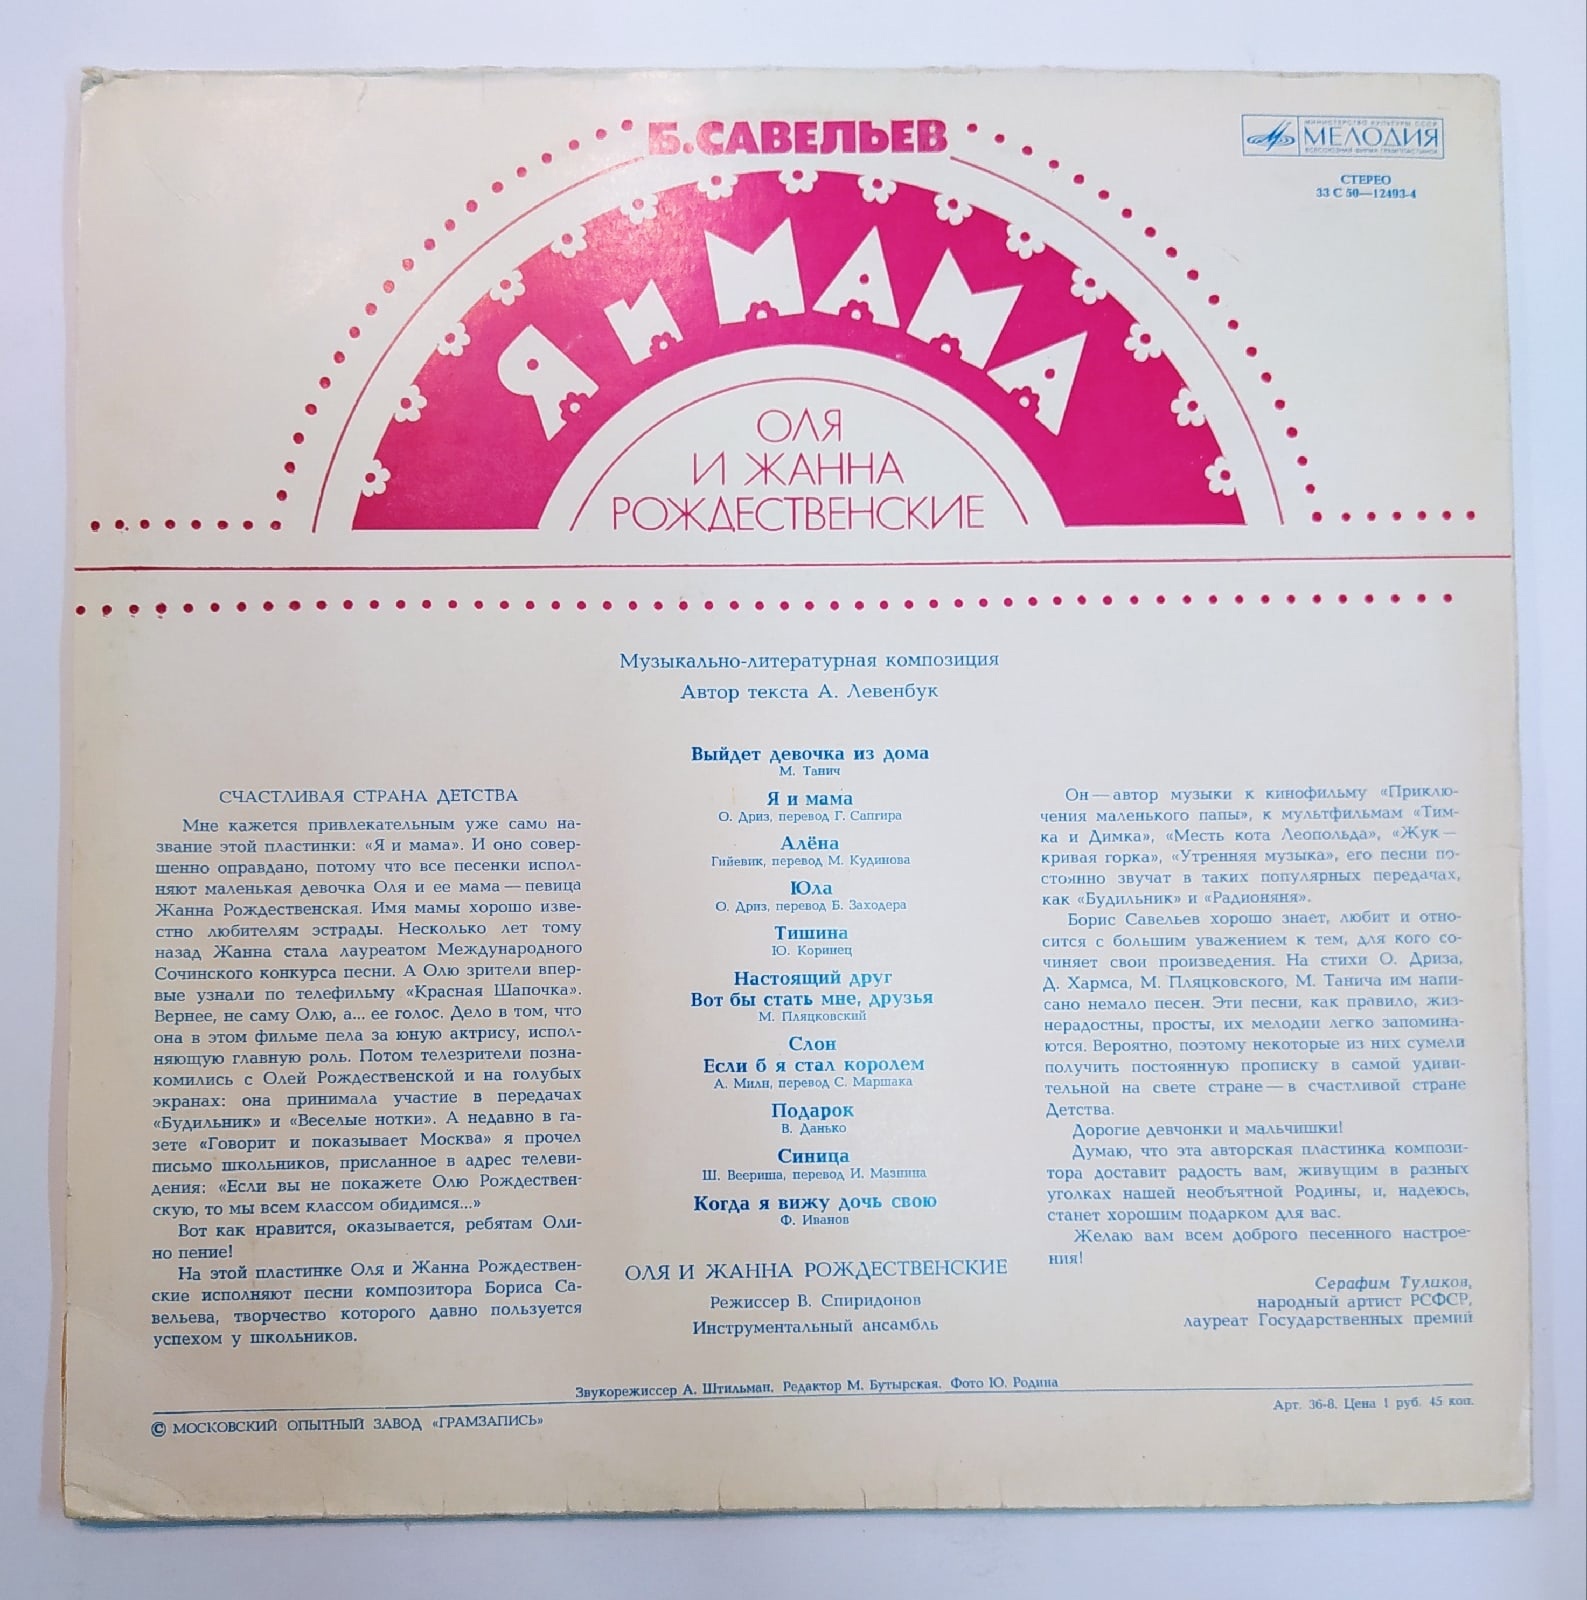 Б.САВЕЛЬЕВ
МИНИСТЕРСТВО КУЛЬТУРЫ СССР
МЕЛОДИЯ
ВСЕСОЮЗНАЯ ФИРМА ГРАМПЛАСТИНОК
СТЕРЕО
33 С 50—12493-4
Я и МАМА
ОЛЯ
И ЖАННА
РОЖДЕСТВЕНСКИЕ
Музыкально-литературная композиция
Автор текста А. Левенбук
СЧАСТЛИВАЯ СТРАНА ДЕТСТВА
Мне кажется привлекательным уже само на-
звание этой пластинки: «Я и мама». И оно совер-
шенно оправдано, потому что все песенки испол-
няют маленькая девочка Оля и ее мама — певица
Жанна Рождественская. Имя мамы хорошо изве-
стно любителям эстрады. Несколько лет тому
назад Жанна стала лауреатом Международного
Сочинского конкурса песни. А Олю зрители впер-
вые узнали по телефильму «Красная Шапочка».
Вернее, не саму Олю, а... ее голос. Дело в том, что
она в этом фильме пела за юную актрису, испол-
няющую главную роль. Потом телезрители позна-
комились с Олей Рождественской и на голубых
экранах: она принимала участие в передачах
«Будильник» и «Веселые нотки». А недавно в га-
зете «Говорит и показывает Москва» я прочел
письмо школьников, присланное в адрес телеви-
дения: «Если вы не покажете Олю Рождествен-
скую, то мы всем классом обидимся...»
Вот как нравится, оказывается, ребятам Оли-
но пение!
На этой пластинке Оля и Жанна Рождествен-
ские исполняют песни композитора Бориса Са-
вельева, творчество которого давно пользуется
успехом у школьников.
Выйдет девочка из дома
М. Танич
Я и мама
О. Дриз, перевод Г. Сапгира
Алёна
Гийевик, перевод М. Кудинова
Юла
О. Дриз, перевод Б. Заходера
Тишина
Ю. Коринец
Настоящий друг
Вот бы стать мне, друзья
М. Пляцковский
Слон
Если б я стал королем
А. Милн, перевод С. Маршака
Подарок
В. Данько
Синица
Ш. Веериша, перевод И. Мазнина
Когда я вижу дочь свою
Ф. Иванов
ОЛЯ И ЖАННА РОЖДЕСТВЕНСКИЕ
Режиссер В. Спиридонов
Инструментальный ансамбль
Он — автор музыки к кинофильму «Приклю-
чения маленького папы», к мультфильмам «Тим-
ка и Димка», «Месть кота Леопольда», «Жук —
кривая горка», «Утренняя музыка», его песни по-
стоянно звучат в таких популярных передачах,
как «Будильник» и «Радионяня».
Борис Савельев хорошо знает, любит и отно-
сится с большим уважением к тем, для кого со-
чиняет свои произведения. На стихи О. Дриза,
Д. Хармса, М. Пляцковского, М. Танича им напи-
сано немало песен. Эти песни, как правило, жиз-
нерадостны, просты, их мелодии легко запомина-
ются. Вероятно, поэтому некоторые из них сумели
получить постоянную прописку в самой удиви-
тельной на свете стране — в счастливой стране
Детства.
Дорогие девчонки и мальчишки!
Думаю, что эта авторская пластинка компози-
тора доставит радость вам, живущим в разных
уголках нашей необъятной Родины, и, надеюсь,
станет хорошим подарком для вас.
Желаю вам всем доброго песенного настрое-
ния!
Серафим Туликов,
народный артист РСФСР,
лауреат Государственных премий
Звукорежиссер А. Штильман. Редактор М. Бутырская. Фото Ю. Родина
© МОСКОВСКИЙ ОПЫТНЫЙ ЗАВОД «ГРАМЗАПИСЬ»
Арт. 36-8. Цена 1 руб. 45 коп.